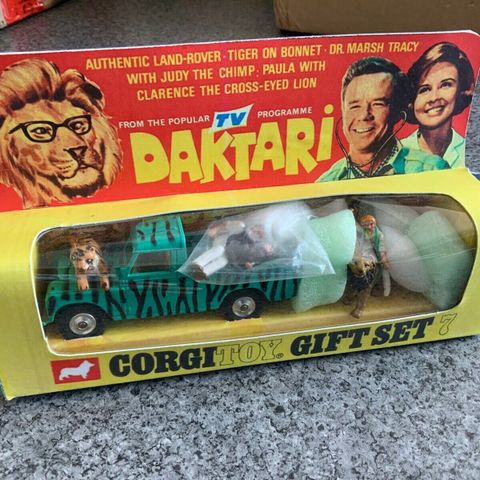 AUTHENTIC LAND-ROVER · TIGER ON BONNET · DR. MARSH TRACY
WITH JUDY THE CHIMP; PAULA WITH
CLARENCE THE CROSS-EYED LION
FROM THE POPULAR TV PROGRAMME
DAKTARI
CORGI TOY® GIFT SET 7